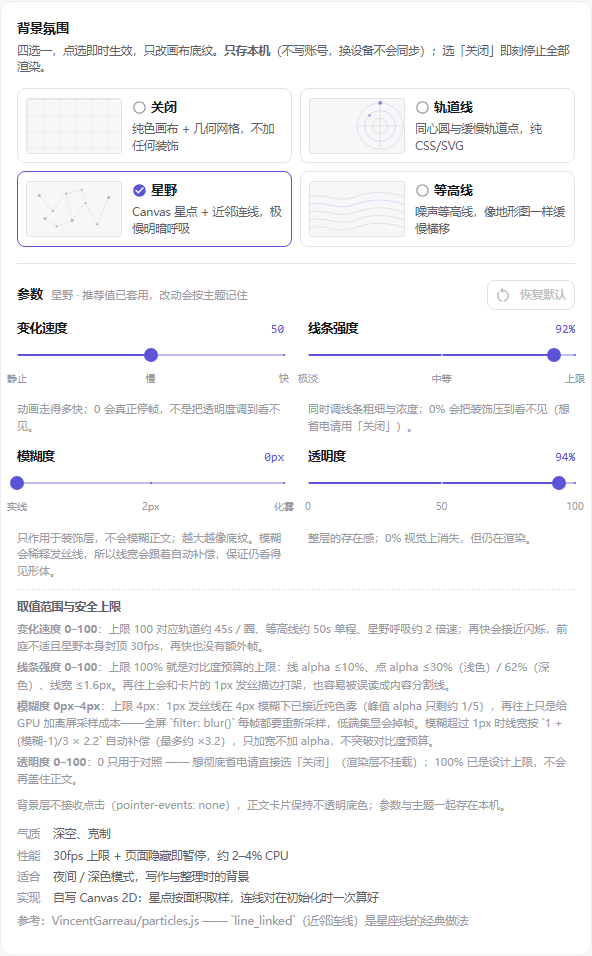 背景氛围
四选一，点选即时生效，只改画布底纹。只存本机（不写账号，换设备不会同步）；选「关闭」即刻停止全部
渲染。
关闭
纯色画布 + 几何网格，不加
任何装饰
轨道线
同心圆与缓慢轨道点，纯
CSS/SVG
星野
Canvas 星点 + 近邻连线，极
慢明暗呼吸
等高线
噪声等高线，像地形图一样缓
慢横移
参数 星野 · 推荐值已套用，改动会按主题记住
恢复默认
变化速度 50
静止 慢 快
动画走得多快；0 会真正停帧，不是把透明度调到看不
见。
线条强度 92%
极淡 中等 上限
同时调线条粗细与浓度；0% 会把装饰压到看不见（想
省电请用「关闭」）。
模糊度 0px
实线 2px 化雾
只作用于装饰层，不会模糊正文；越大越像底纹。模糊
会稀释发丝线，所以线宽会跟着自动补偿，保证仍看得
见形体。
透明度 94%
0 50 100
整层的存在感；0% 视觉上消失，但仍在渲染。
取值范围与安全上限
变化速度 0–100：上限 100 对应轨道约 45s / 圈、等高线约 50s 单程、星野呼吸约 2 倍速；再快会接近闪烁，前
庭不适且星野本身封顶 30fps，再快也没有额外帧。
线条强度 0–100：上限 100% 就是对比度预算的上限：线 alpha ≤10%、点 alpha ≤30%（浅色）/ 62%（深
色）、线宽 ≤1.6px。再往上会和卡片的 1px 发丝描边打架，也容易被误读成内容分割线。
模糊度 0px–4px：上限 4px：1px 发丝线在 4px 模糊下已接近纯色雾（峰值 alpha 只剩约 1/5），再往上只是给
GPU 加离屏采样成本——全屏 `filter: blur()` 每帧都要重新采样，低端集显会掉帧。模糊超过 1px 时线宽按 `1 +
(模糊-1)/3 × 2.2` 自动补偿（最多约 ×3.2），只加宽不加 alpha，不突破对比度预算。
透明度 0–100：0 只用于对照 —— 想彻底省电请直接选「关闭」（渲染层不挂载）；100% 已是设计上限，不会
再盖住正文。
背景层不接收点击（pointer-events: none），正文卡片保持不透明底色；参数与主题一起存在本机。
气质 深空、克制
性能 30fps 上限 + 页面隐藏即暂停，约 2–4% CPU
适合 夜间 / 深色模式，写作与整理时的背景
实现 自写 Canvas 2D：星点按面积取样，连线对在初始化时一次算好
参考：VincentGarreau/particles.js —— `line_linked`（近邻连线）是星座线的经典做法